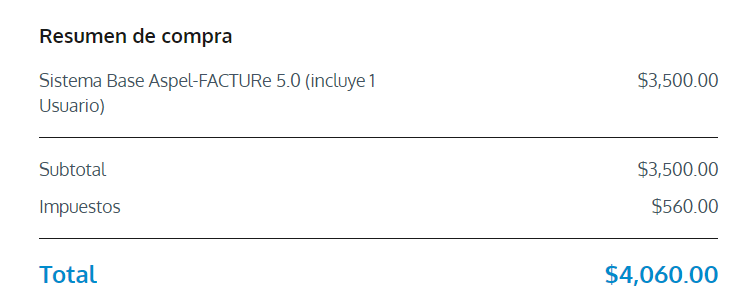 Resumen de compra
Sistema Base Aspel-FACTURe 5.0 (incluye 1 $3,500.00
Usuario)
Subtotal $3,500.00
Impuestos $560.00
Total $4,060.00